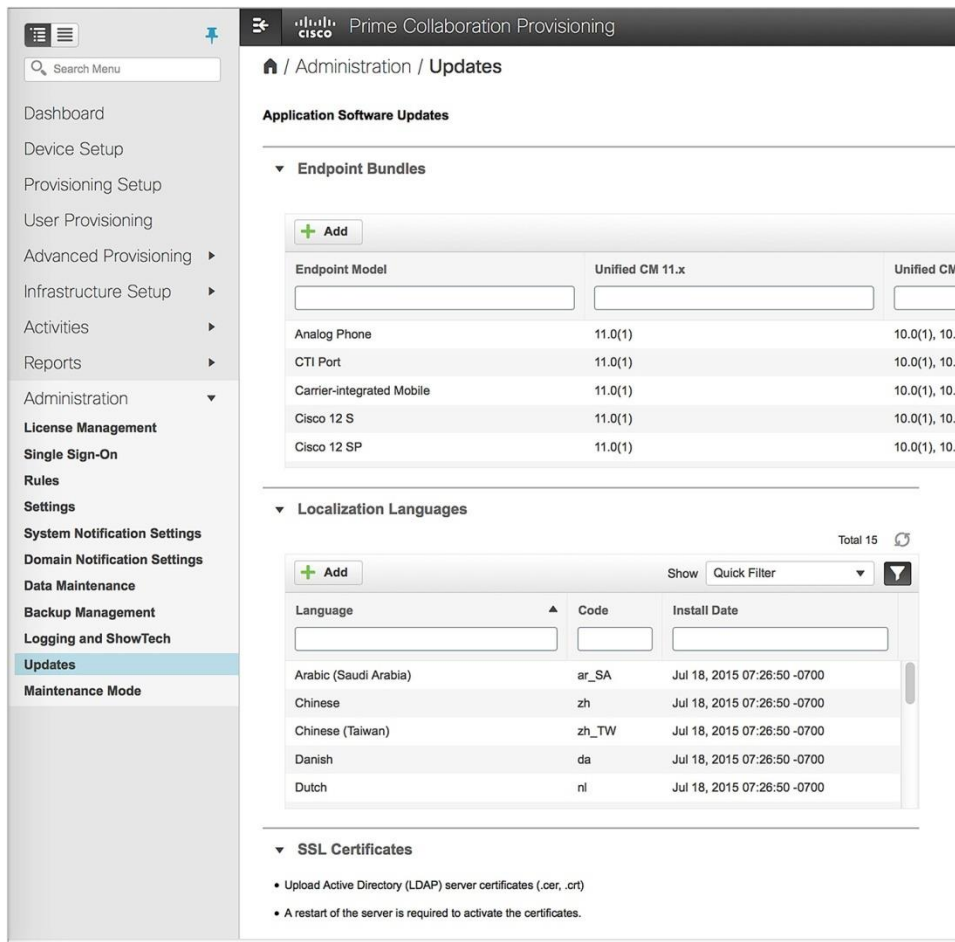 cisco Prime Collaboration Provisioning
Search Menu
Dashboard
Device Setup
Provisioning Setup
User Provisioning
Advanced Provisioning
Infrastructure Setup
Activities
Reports
Administration
License Management
Single Sign-On
Rules
Settings
System Notification Settings
Domain Notification Settings
Data Maintenance
Backup Management
Logging and ShowTech
Updates
Maintenance Mode
/ Administration / Updates
Application Software Updates
Endpoint Bundles
Add
Endpoint Model Unified CM 11.x Unified CM
Analog Phone 11.0(1) 10.0(1), 10.
CTI Port 11.0(1) 10.0(1), 10.
Carrier-integrated Mobile 11.0(1) 10.0(1), 10.
Cisco 12 S 11.0(1) 10.0(1), 10.
Cisco 12 SP 11.0(1) 10.0(1), 10.
Localization Languages
Total 15
Add Show Quick Filter
Language Code Install Date
Arabic (Saudi Arabia) ar_SA Jul 18, 2015 07:26:50 -0700
Chinese zh Jul 18, 2015 07:26:50 -0700
Chinese (Taiwan) zh_TW Jul 18, 2015 07:26:50 -0700
Danish da Jul 18, 2015 07:26:50 -0700
Dutch nl Jul 18, 2015 07:26:50 -0700
SSL Certificates
• Upload Active Directory (LDAP) server certificates (.cer, .crt)
• A restart of the server is required to activate the certificates.